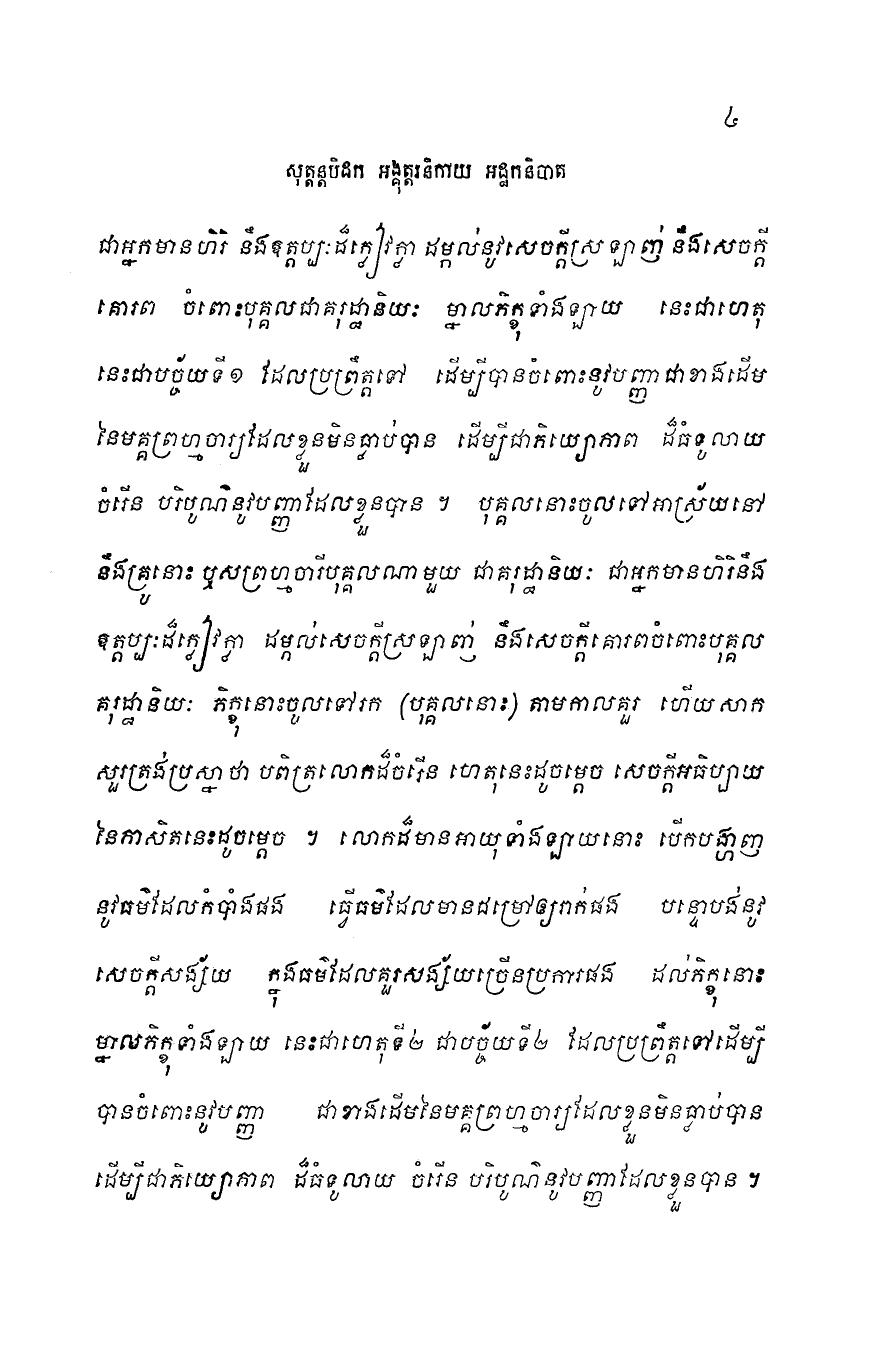 ៤
សុត្តន្តបិដក អង្គុត្តរនិកាយ អដ្ឋកនិបាត
ជាអ្នកមានហិរិ នឹងឧត្តប្បៈដ៏ក្លៀវក្លា ដម្កល់នូវសេចក្តីស្រឡាញ់ នឹងសេចក្តី
គោរព ចំពោះបុគ្គលជាគរុដ្ឋានិយៈ ម្នាលភិក្ខុទាំងឡាយ នេះជាហេតុ
នេះជាបច្ច័យទី១ ដែលប្រព្រឹត្តទៅ ដើម្បីបានចំពោះនូវបញ្ញាជាខាងដើម
នៃមគ្គព្រហ្មចារ្យដែលខ្លួនមិនធ្លាប់បាន ដើម្បីជាភិយ្យោភាព ដ៏ធំទូលាយ
ចំរើន បរិបូណ៌នូវបញ្ញាដែលខ្លួនបាន ។ បុគ្គលនោះចូលទៅអាស្រ័យនៅ
នឹងគ្រូនោះ ឬសព្រហ្មចារីបុគ្គលណាមួយ ជាគរុដ្ឋានិយៈ ជាអ្នកមានហិរិនឹង
ឧត្តប្បៈដ៏ក្លៀវក្លា ដម្កល់សេចក្តីស្រឡាញ់ នឹងសេចក្តីគោរពចំពោះបុគ្គល
គរុដ្ឋានិយៈ ភិក្ខុនោះចូលទៅរក (បុគ្គលនោះ) តាមកាលគួរ ហើយសាក
សួរត្រង់ប្រស្នាថា បពិត្រលោកដ៏ចំរើន ហេតុនេះដូចម្តេច សេចក្តីអធិប្បាយ
នៃភាសិតនេះដូចម្តេច ។ លោកដ៏មានអាយុទាំងឡាយនោះ បើកបង្ហាញ
នូវធម៌ដែលកំបាំងផង ធ្វើធម៌ដែលមានជម្រៅឲ្យរាក់ផង បន្ទោបង់នូវ
សេចក្តីសង្ស័យ ក្នុងធម៌ដែលគួរសង្ស័យច្រើនប្រការផង ដល់ភិក្ខុនោះ
ម្នាលភិក្ខុទាំងឡាយ នេះជាហេតុទី២ ជាបច្ច័យទី២ ដែលប្រព្រឹត្តទៅដើម្បី
បានចំពោះនូវបញ្ញា ជាខាងដើមនៃមគ្គព្រហ្មចារ្យដែលខ្លួនមិនធ្លាប់បាន
ដើម្បីជាភិយ្យោភាព ដ៏ធំទូលាយ ចំរើន បរិបូណ៌នូវបញ្ញាដែលខ្លួនបាន ។